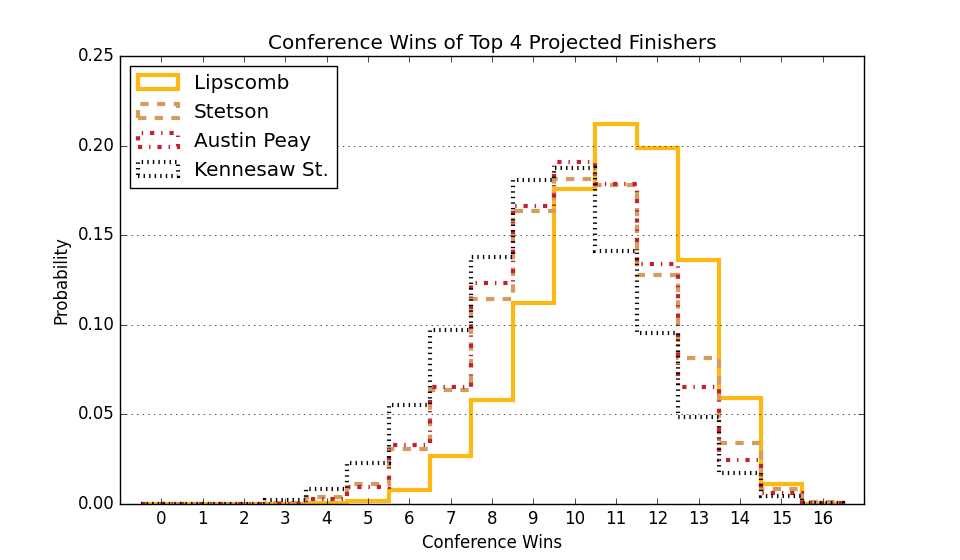 Conference Wins of Top 4 Projected Finishers
0.25
0.20
0.15
0.10
0.05
0.00
Probability
Lipscomb
Stetson
Austin Peay
Kennesaw St.
0 1 2 3 4 5 6 7 8 9 10 11 12 13 14 15 16
Conference Wins